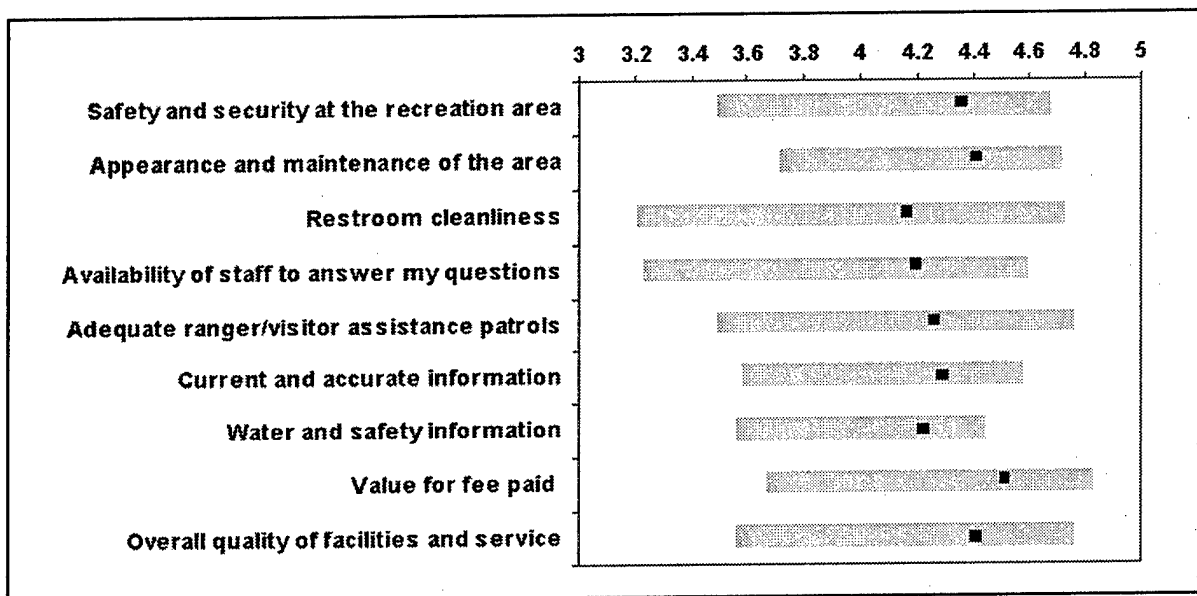 3 3.2 3.4 3.6 3.8 4 4.2 4.4 4.6 4.8 5
Safety and security at the recreation area
Appearance and maintenance of the area
Restroom cleanliness
Availability of staff to answer my questions
Adequate ranger/visitor assistance patrols
Current and accurate information
Water and safety information
Value for fee paid
Overall quality of facilities and service